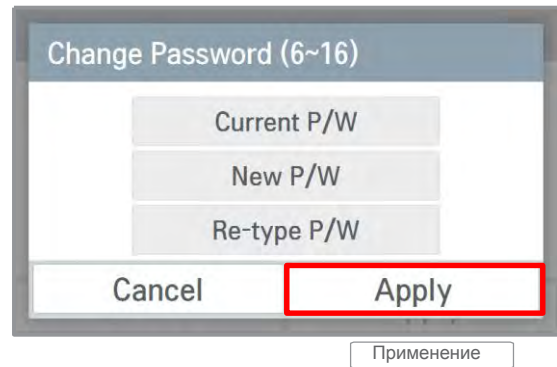 Change Password (6~16)
Current P/W
New P/W
Re-type P/W
Cancel Apply
Применение